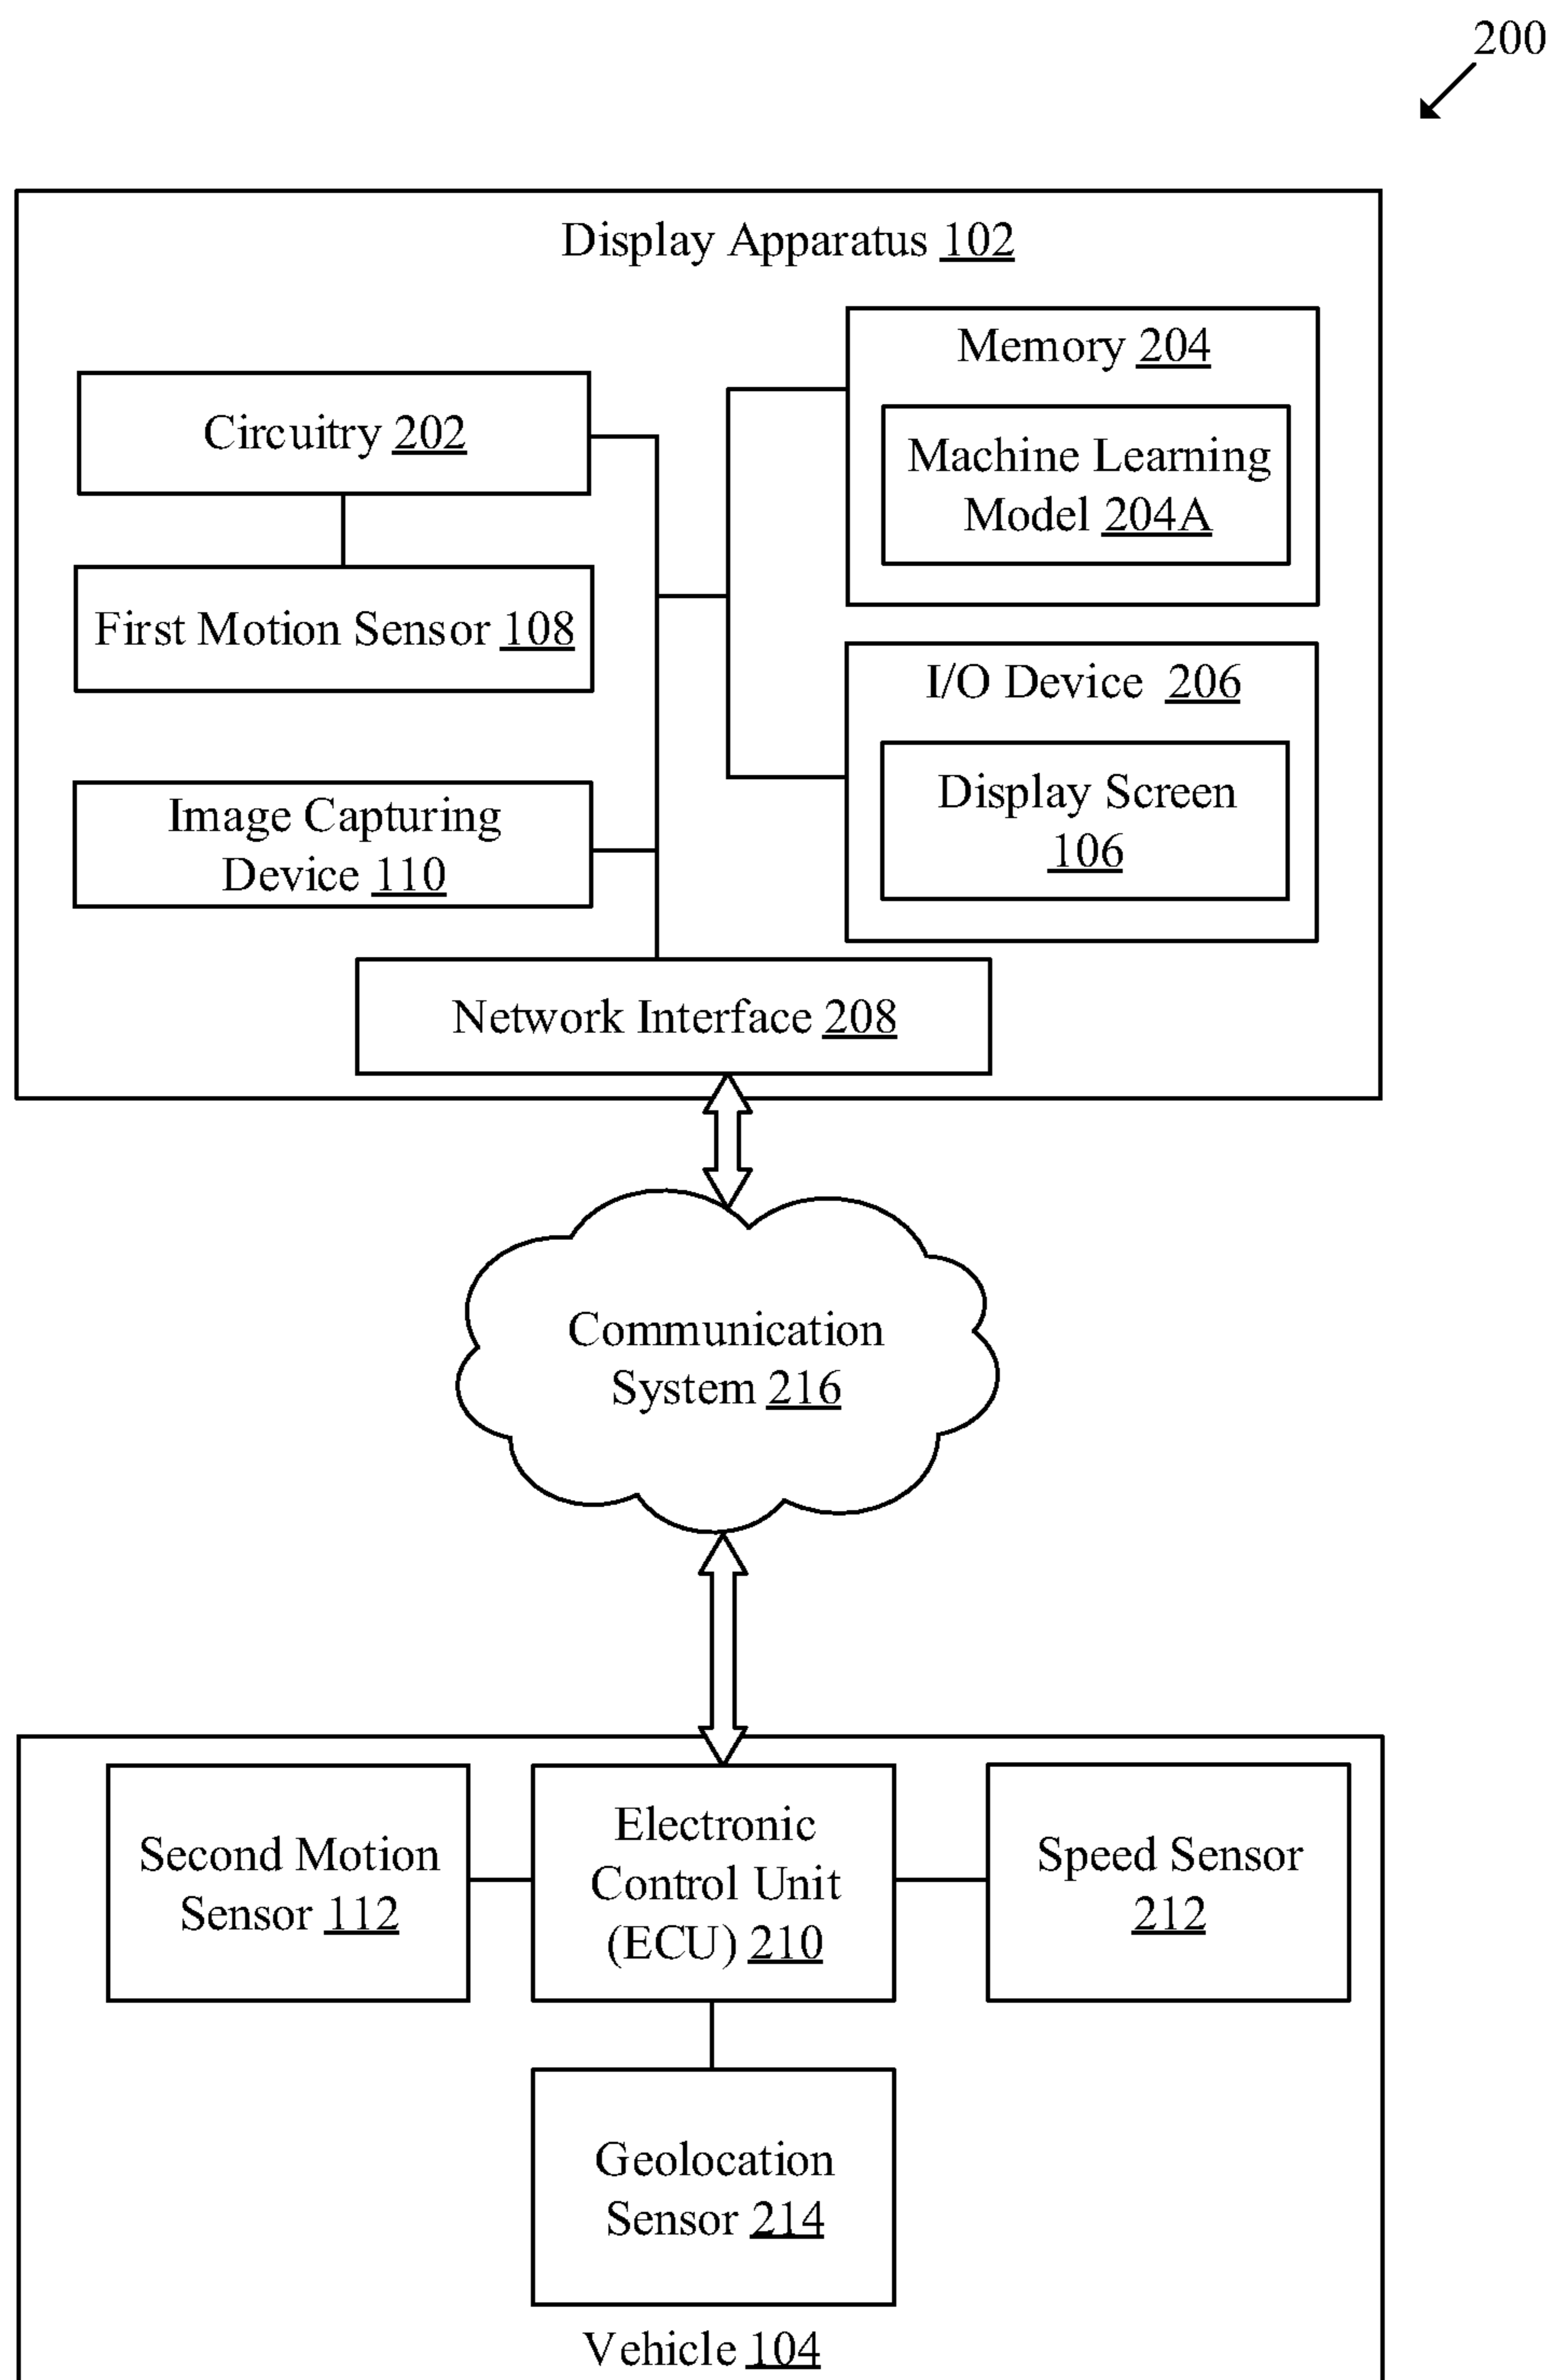 200
Display Apparatus 102
Circuitry 202
Memory 204
Machine Learning
Model 204A
First Motion Sensor 108
I/O Device 206
Display Screen
106
Image Capturing
Device 110
Network Interface 208
Communication
System 216
Second Motion
Sensor 112
Electronic
Control Unit
(ECU) 210
Speed Sensor
212
Geolocation
Sensor 214
Vehicle 104